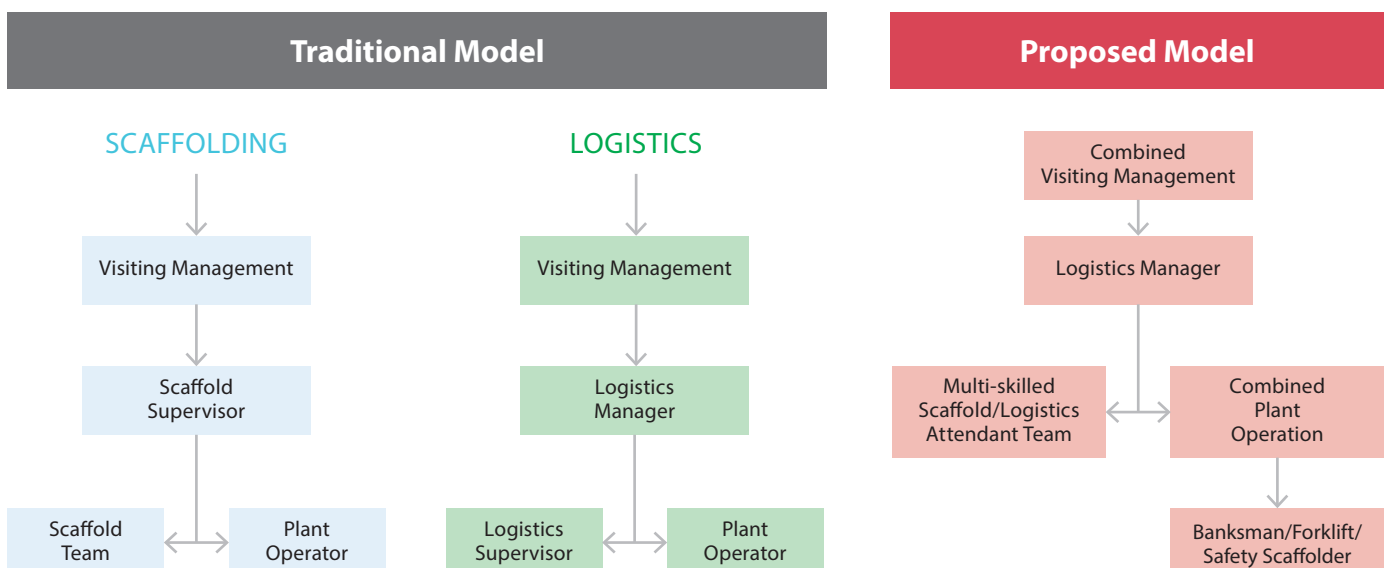 Traditional Model
Proposed Model
SCAFFOLDING
LOGISTICS
Visiting Management
Scaffold
Supervisor
Scaffold
Team
Plant
Operator
Visiting Management
Logistics
Manager
Logistics
Supervisor
Plant
Operator
Combined
Visiting Management
Logistics Manager
Multi-skilled
Scaffold/Logistics
Attendant Team
Combined
Plant
Operation
Banksman/Forklift/
Safety Scaffolder